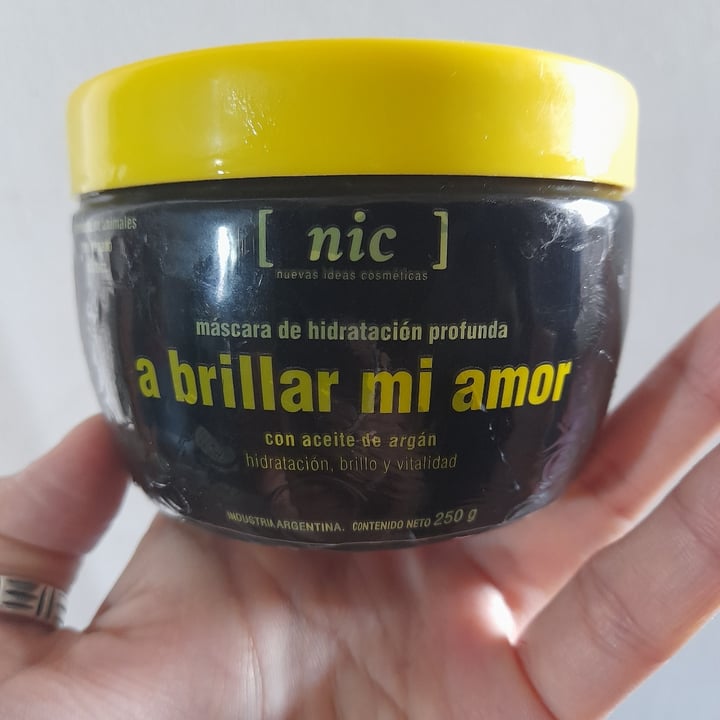 animales
[ nic ]
nuevas ideas cosméticas
máscara de hidratación profunda
a brillar mi amor
con aceite de argán
hidratación, brillo y vitalidad
INDUSTRIA ARGENTINA. CONTENIDO NETO 250 g